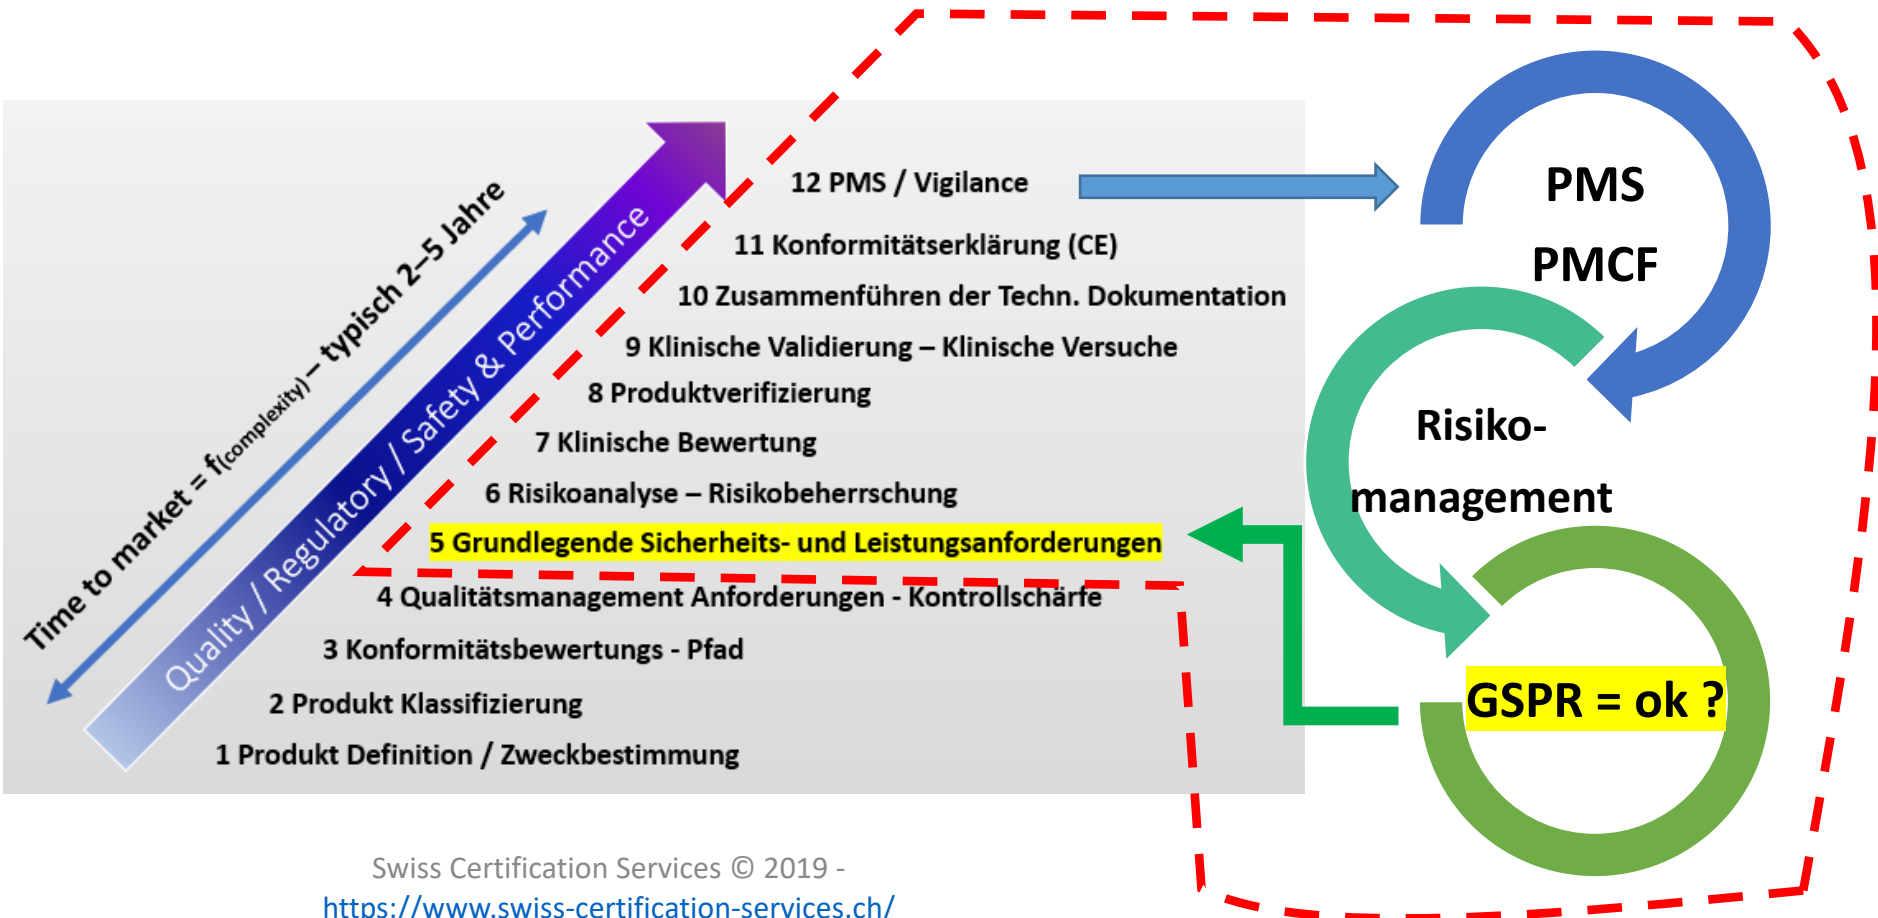 Time to market = f(complexity) – typisch 2–5 Jahre
Quality / Regulatory / Safety & Performance
12 PMS / Vigilance
11 Konformitätserklärung (CE)
10 Zusammenführen der Techn. Dokumentation
9 Klinische Validierung – Klinische Versuche
8 Produktverifizierung
7 Klinische Bewertung
6 Risikoanalyse – Risikobeherrschung
5 Grundlegende Sicherheits- und Leistungsanforderungen
4 Qualitätsmanagement Anforderungen - Kontrollschärfe
3 Konformitätsbewertungs - Pfad
2 Produkt Klassifizierung
1 Produkt Definition / Zweckbestimmung
PMS
PMCF
Risiko-
management
GSPR = ok ?
Swiss Certification Services © 2019 -
https://www.swiss-certification-services.ch/